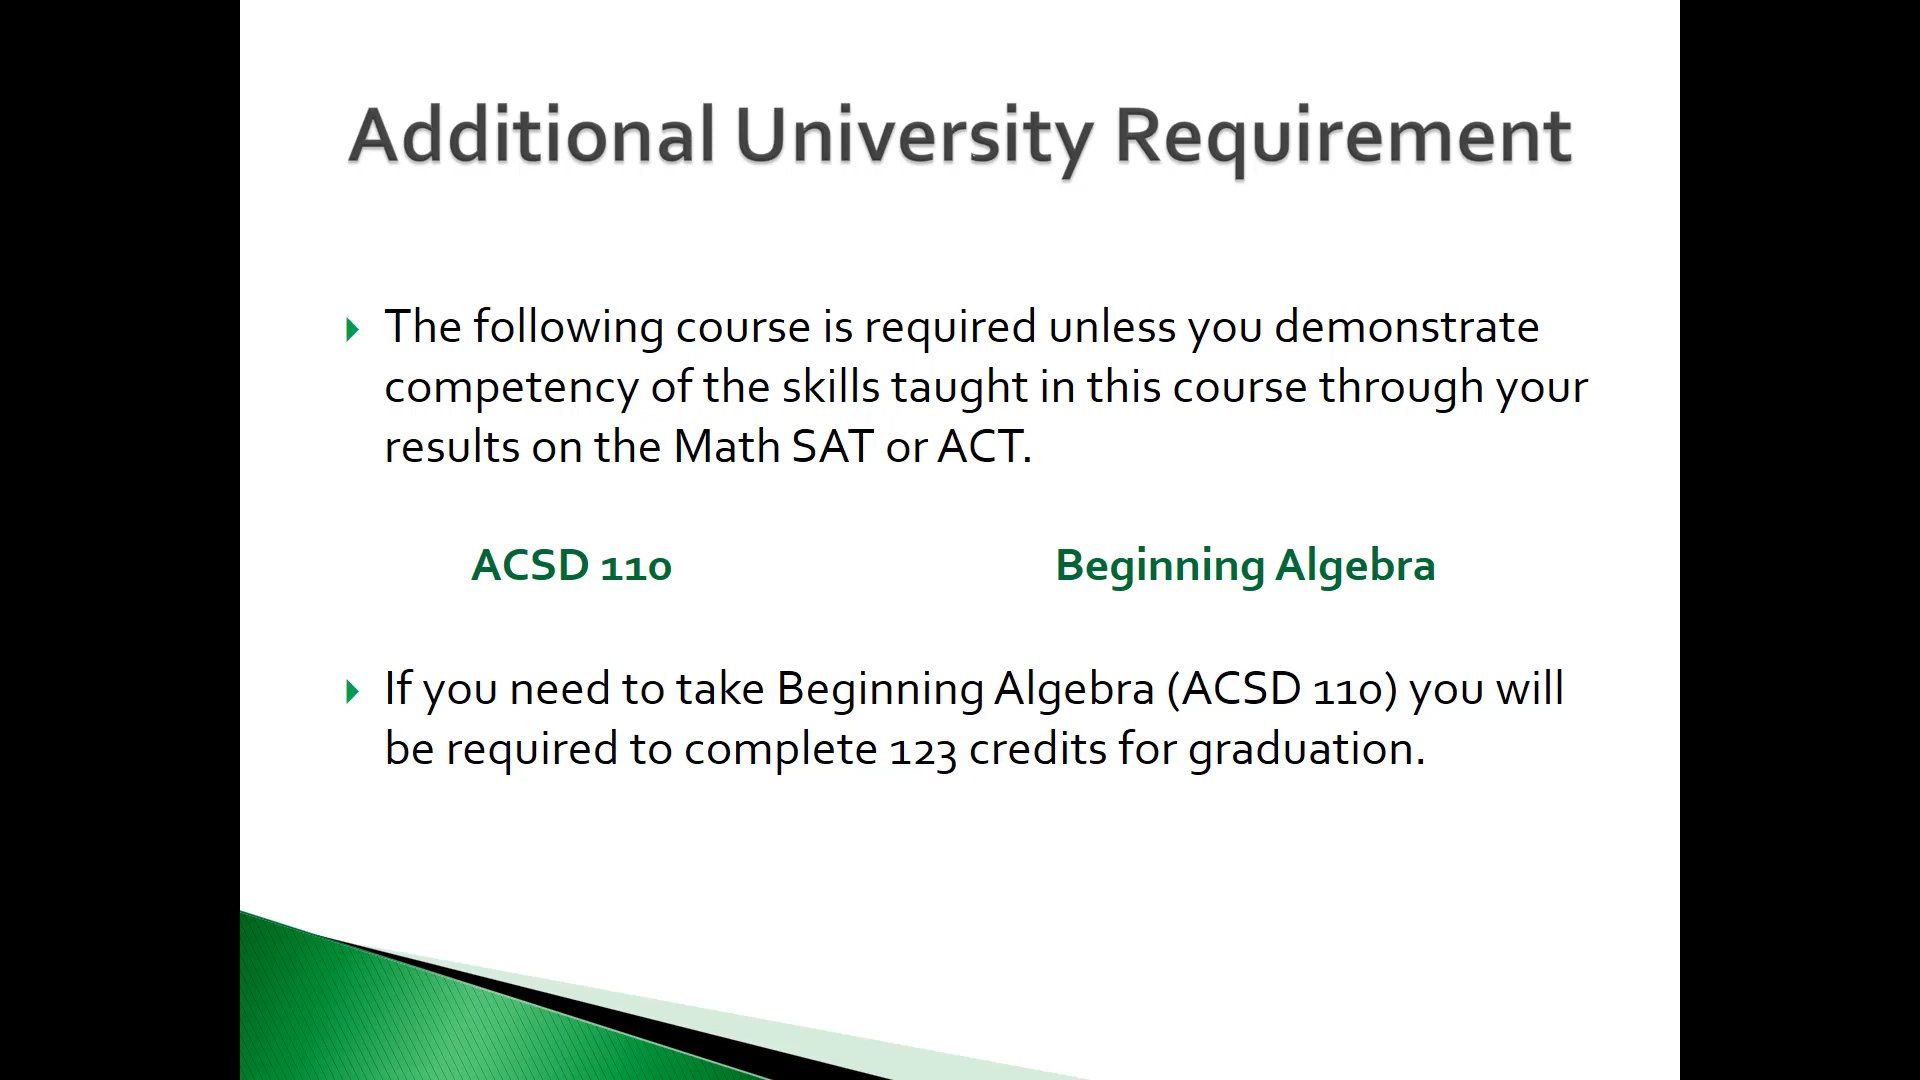 Additional University Requirement
The following course is required unless you demonstrate
competency of the skills taught in this course through your
results on the Math SAT or ACT.
ACSD 110 Beginning Algebra
If you need to take Beginning Algebra (ACSD 110) you will
be required to complete 123 credits for graduation.